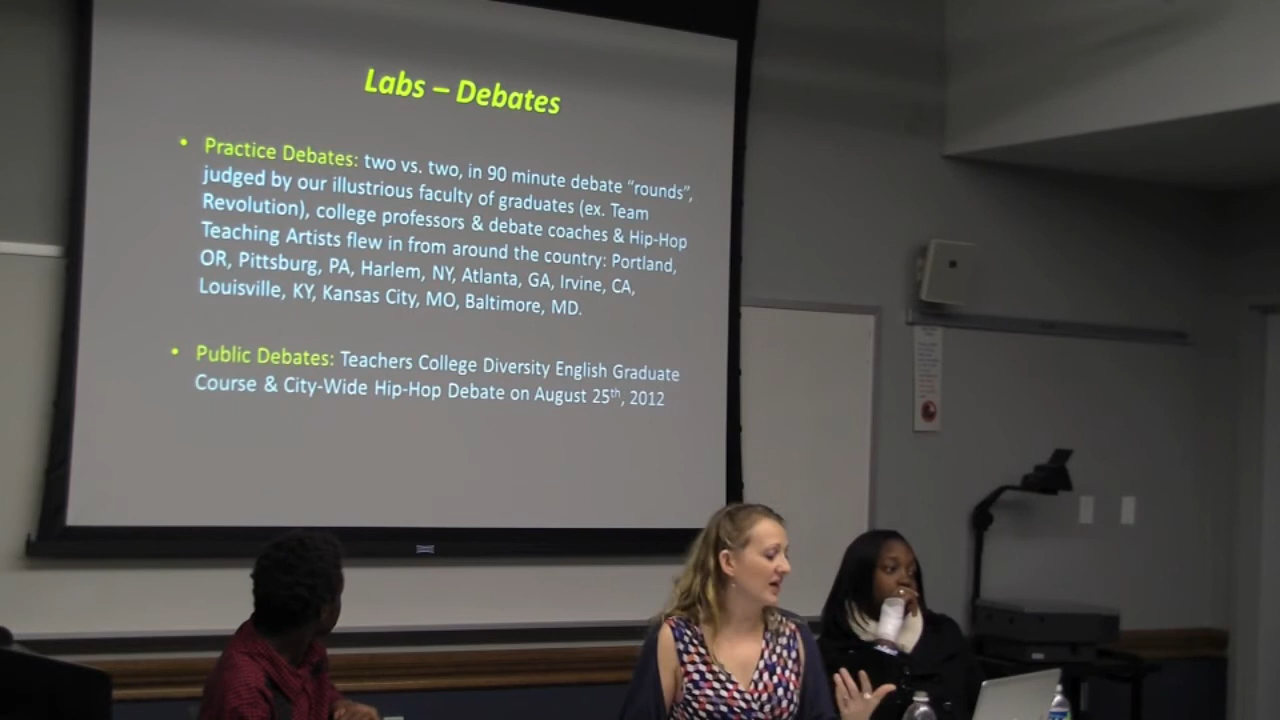 Labs – Debates
• Practice Debates: two vs. two, in 90 minute debate “rounds”,
judged by our illustrious faculty of graduates (ex. Team
Revolution), college professors & debate coaches & Hip-Hop
Teaching Artists flew in from around the country: Portland,
OR, Pittsburg, PA, Harlem, NY, Atlanta, GA, Irvine, CA,
Louisville, KY, Kansas City, MO, Baltimore, MD.
• Public Debates: Teachers College Diversity English Graduate
Course & City-Wide Hip-Hop Debate on August 25th, 2012